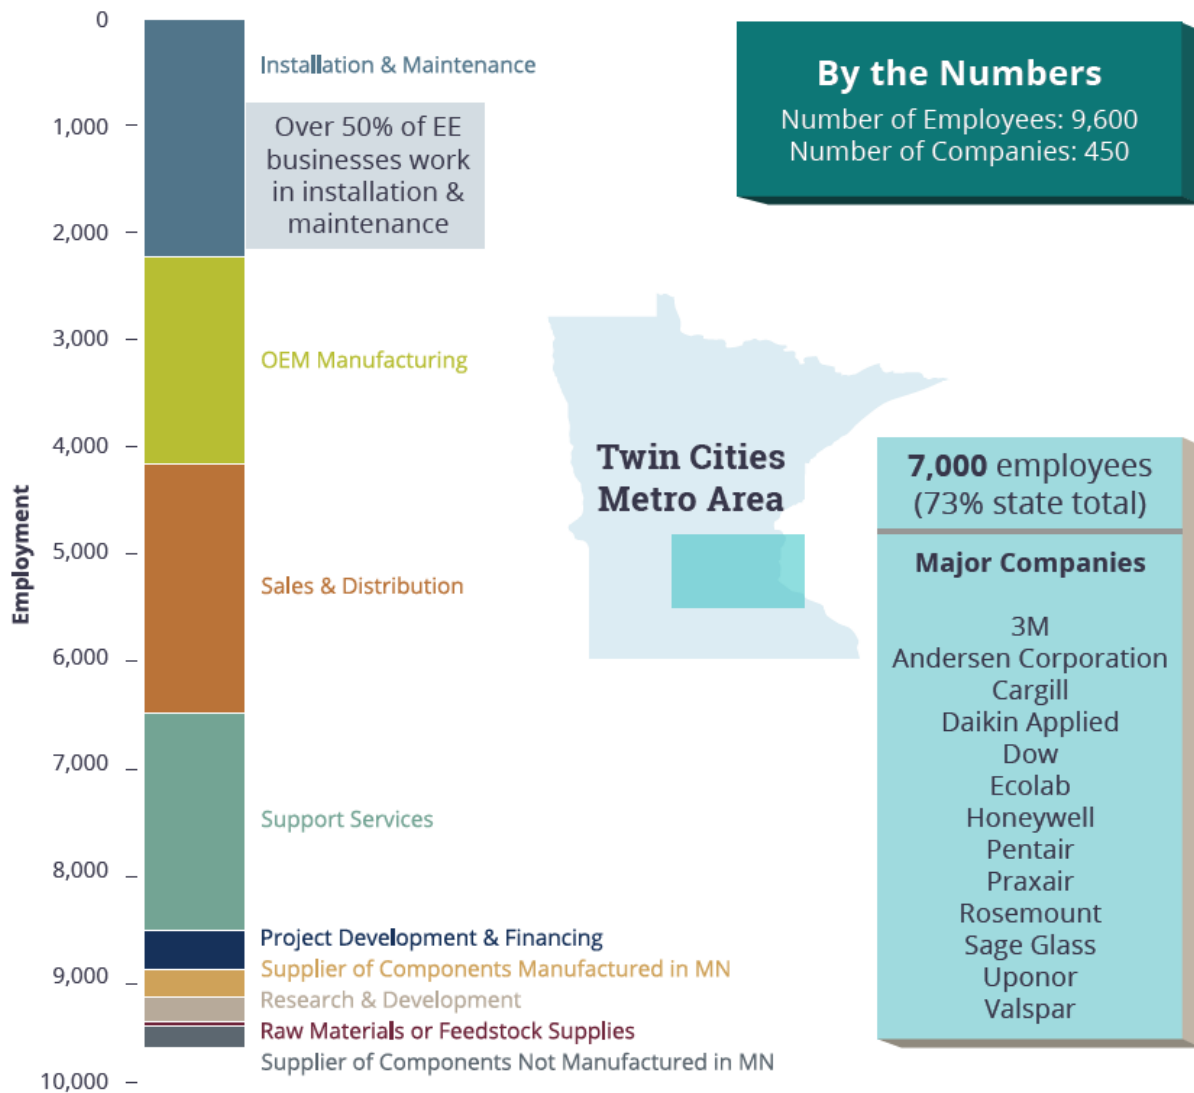 0
1,000
2,000
3,000
4,000
5,000
6,000
7,000
8,000
9,000
10,000
Employment
Installation & Maintenance
Over 50% of EE
businesses work
in installation &
maintenance
OEM Manufacturing
Sales & Distribution
Support Services
Project Development & Financing
Supplier of Components Manufactured in MN
Research & Development
Raw Materials or Feedstock Supplies
Supplier of Components Not Manufactured in MN
By the Numbers
Number of Employees: 9,600
Number of Companies: 450
Twin Cities
Metro Area
7,000 employees
(73% state total)
Major Companies
3M
Andersen Corporation
Cargill
Daikin Applied
Dow
Ecolab
Honeywell
Pentair
Praxair
Rosemount
Sage Glass
Uponor
Valspar